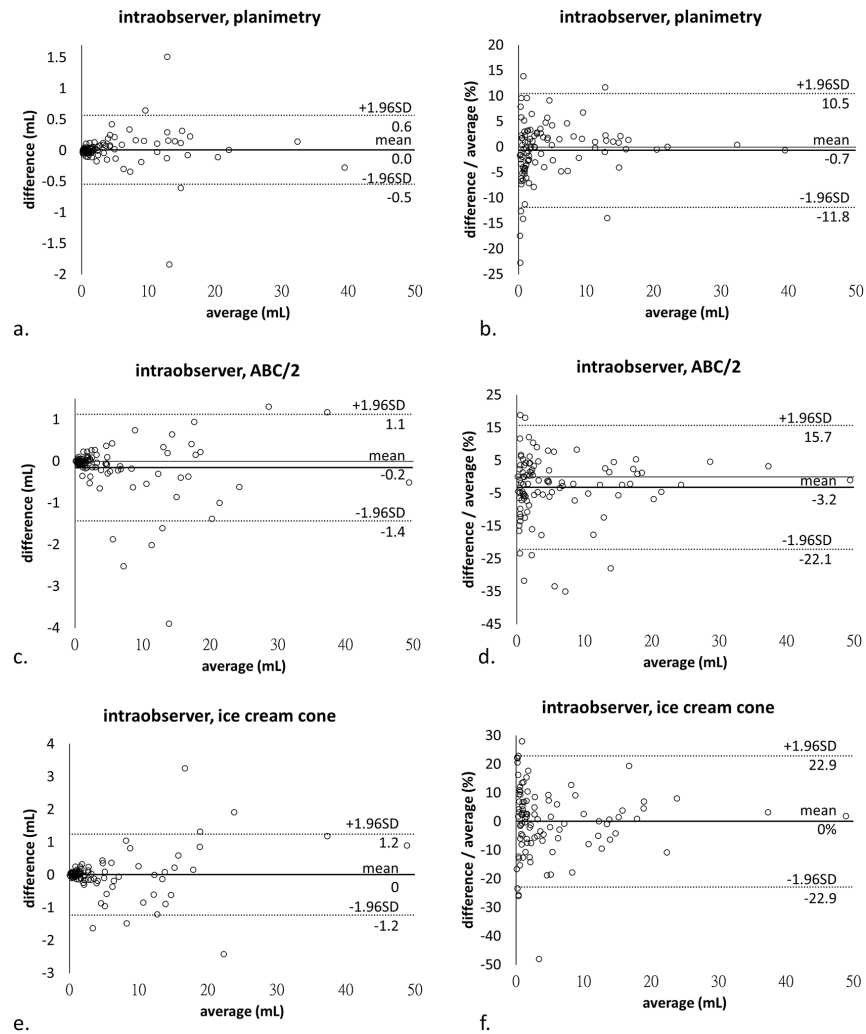 intraobserver, planimetry
difference (mL)
1.5
1
0.5
0
-0.5
-1
-1.5
-2
+1.96SD
0.6
mean
0.0
-1.96SD
-0.5
0 10 20 30 40 50
average (mL)
a.
intraobserver, planimetry
difference / average (%)
20
15
10
5
0
-5
-10
-15
-20
-25
+1.96SD
10.5
mean
-0.7
-1.96SD
-11.8
0 10 20 30 40 50
average (mL)
b.
intraobserver, ABC/2
difference (mL)
1
0
-1
-2
-3
-4
+1.96SD
1.1
mean
-0.2
-1.96SD
-1.4
0 10 20 30 40 50
average (mL)
c.
intraobserver, ABC/2
difference / average (%)
25
15
5
-5
-15
-25
-35
-45
+1.96SD
15.7
mean
-3.2
-1.96SD
-22.1
0 10 20 30 40 50
average (mL)
d.
intraobserver, ice cream cone
difference (mL)
4
3
2
1
0
-1
-2
-3
+1.96SD
1.2
mean
0
-1.96SD
-1.2
0 10 20 30 40 50
average (mL)
e.
intraobserver, ice cream cone
difference / average (%)
30
20
10
0
-10
-20
-30
-40
-50
+1.96SD
22.9
mean
0%
-1.96SD
-22.9
0 10 20 30 40 50
average (mL)
f.